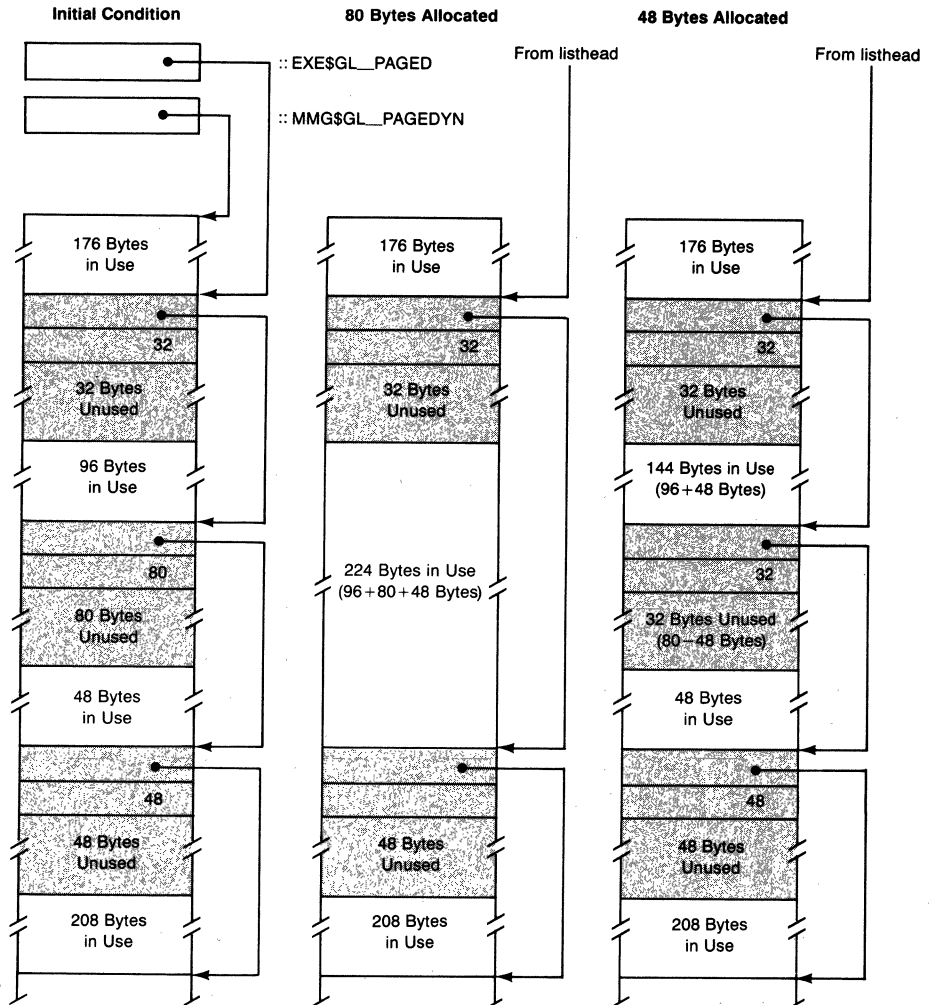 Initial Condition
80 Bytes Allocated
48 Bytes Allocated
:: EXE$GL__PAGED
:: MMG$GL__PAGEDYN
From listhead
From listhead
176 Bytes
in Use
32
32 Bytes
Unused
96 Bytes
in Use
80
80 Bytes
Unused
48 Bytes
in Use
48
48 Bytes
Unused
208 Bytes
in Use
176 Bytes
in Use
32
32 Bytes
Unused
224 Bytes in Use
(96+80+48 Bytes)
48 Bytes
Unused
208 Bytes
in Use
176 Bytes
in Use
32
32 Bytes
Unused
144 Bytes in Use
(96+48 Bytes)
32
32 Bytes Unused
(80−48 Bytes)
48 Bytes
in Use
48
48 Bytes
Unused
208 Bytes
in Use